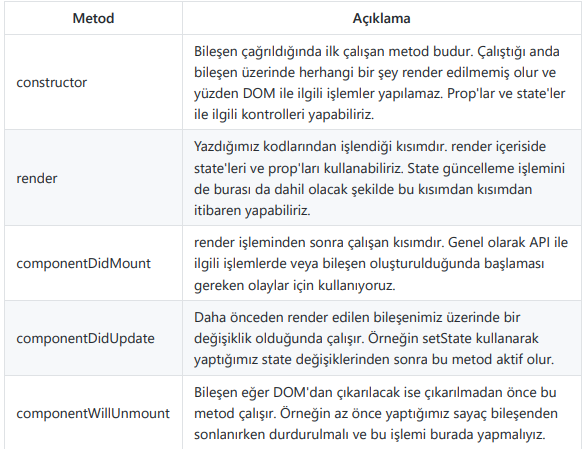 Metod Açıklama
constructor
Bileşen çağrıldığında ilk çalışan metod budur. Çalıştığı anda
bileşen üzerinde herhangi bir şey render edilmemiş olur ve
yüzden DOM ile ilgili işlemler yapılamaz. Prop'lar ve state'ler
ile ilgili kontrolleri yapabiliriz.
render
Yazdığımız kodlarından işlendiği kısımdır. render içeriside
state'leri ve prop'ları kullanabiliriz. State güncelleme işlemini
de burası da dahil olacak şekilde bu kısımdan kısımdan
itibaren yapabiliriz.
componentDidMount
render işleminden sonra çalışan kısımdır. Genel olarak API ile
ilgili işlemlerde veya bileşen oluşturulduğunda başlaması
gereken olaylar için kullanıyoruz.
componentDidUpdate
Daha önceden render edilen bileşenimiz üzerinde bir
değişiklik olduğunda çalışır. Örneğin setState kullanarak
yaptığımız state değişiklerinden sonra bu metod aktif olur.
componentWillUnmount
Bileşen eğer DOM'dan çıkarılacak ise çıkarılmadan önce bu
metod çalışır. Örneğin az önce yaptığımız sayaç bileşenden
sonlanırken durdurulmalı ve bu işlemi burada yapmalıyız.